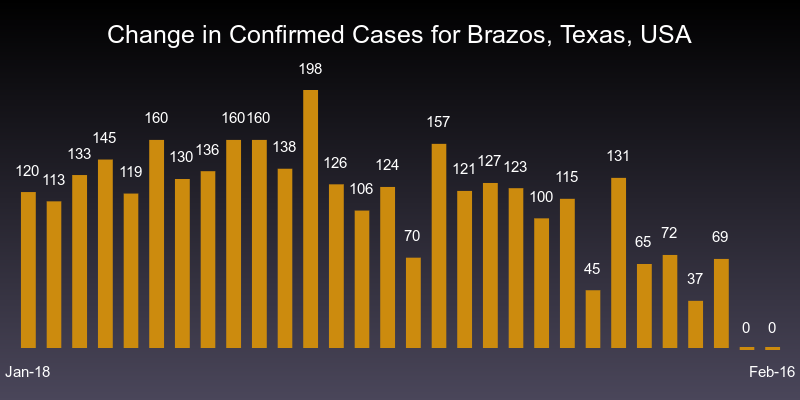 Change in Confirmed Cases for Brazos, Texas, USA
198
160 160 160 157
145
133 136 138 131
120 119 130 126 124 121 127 123
113 106 115
100
70 65 72 69
45 37
0 0
Jan-18 Feb-16